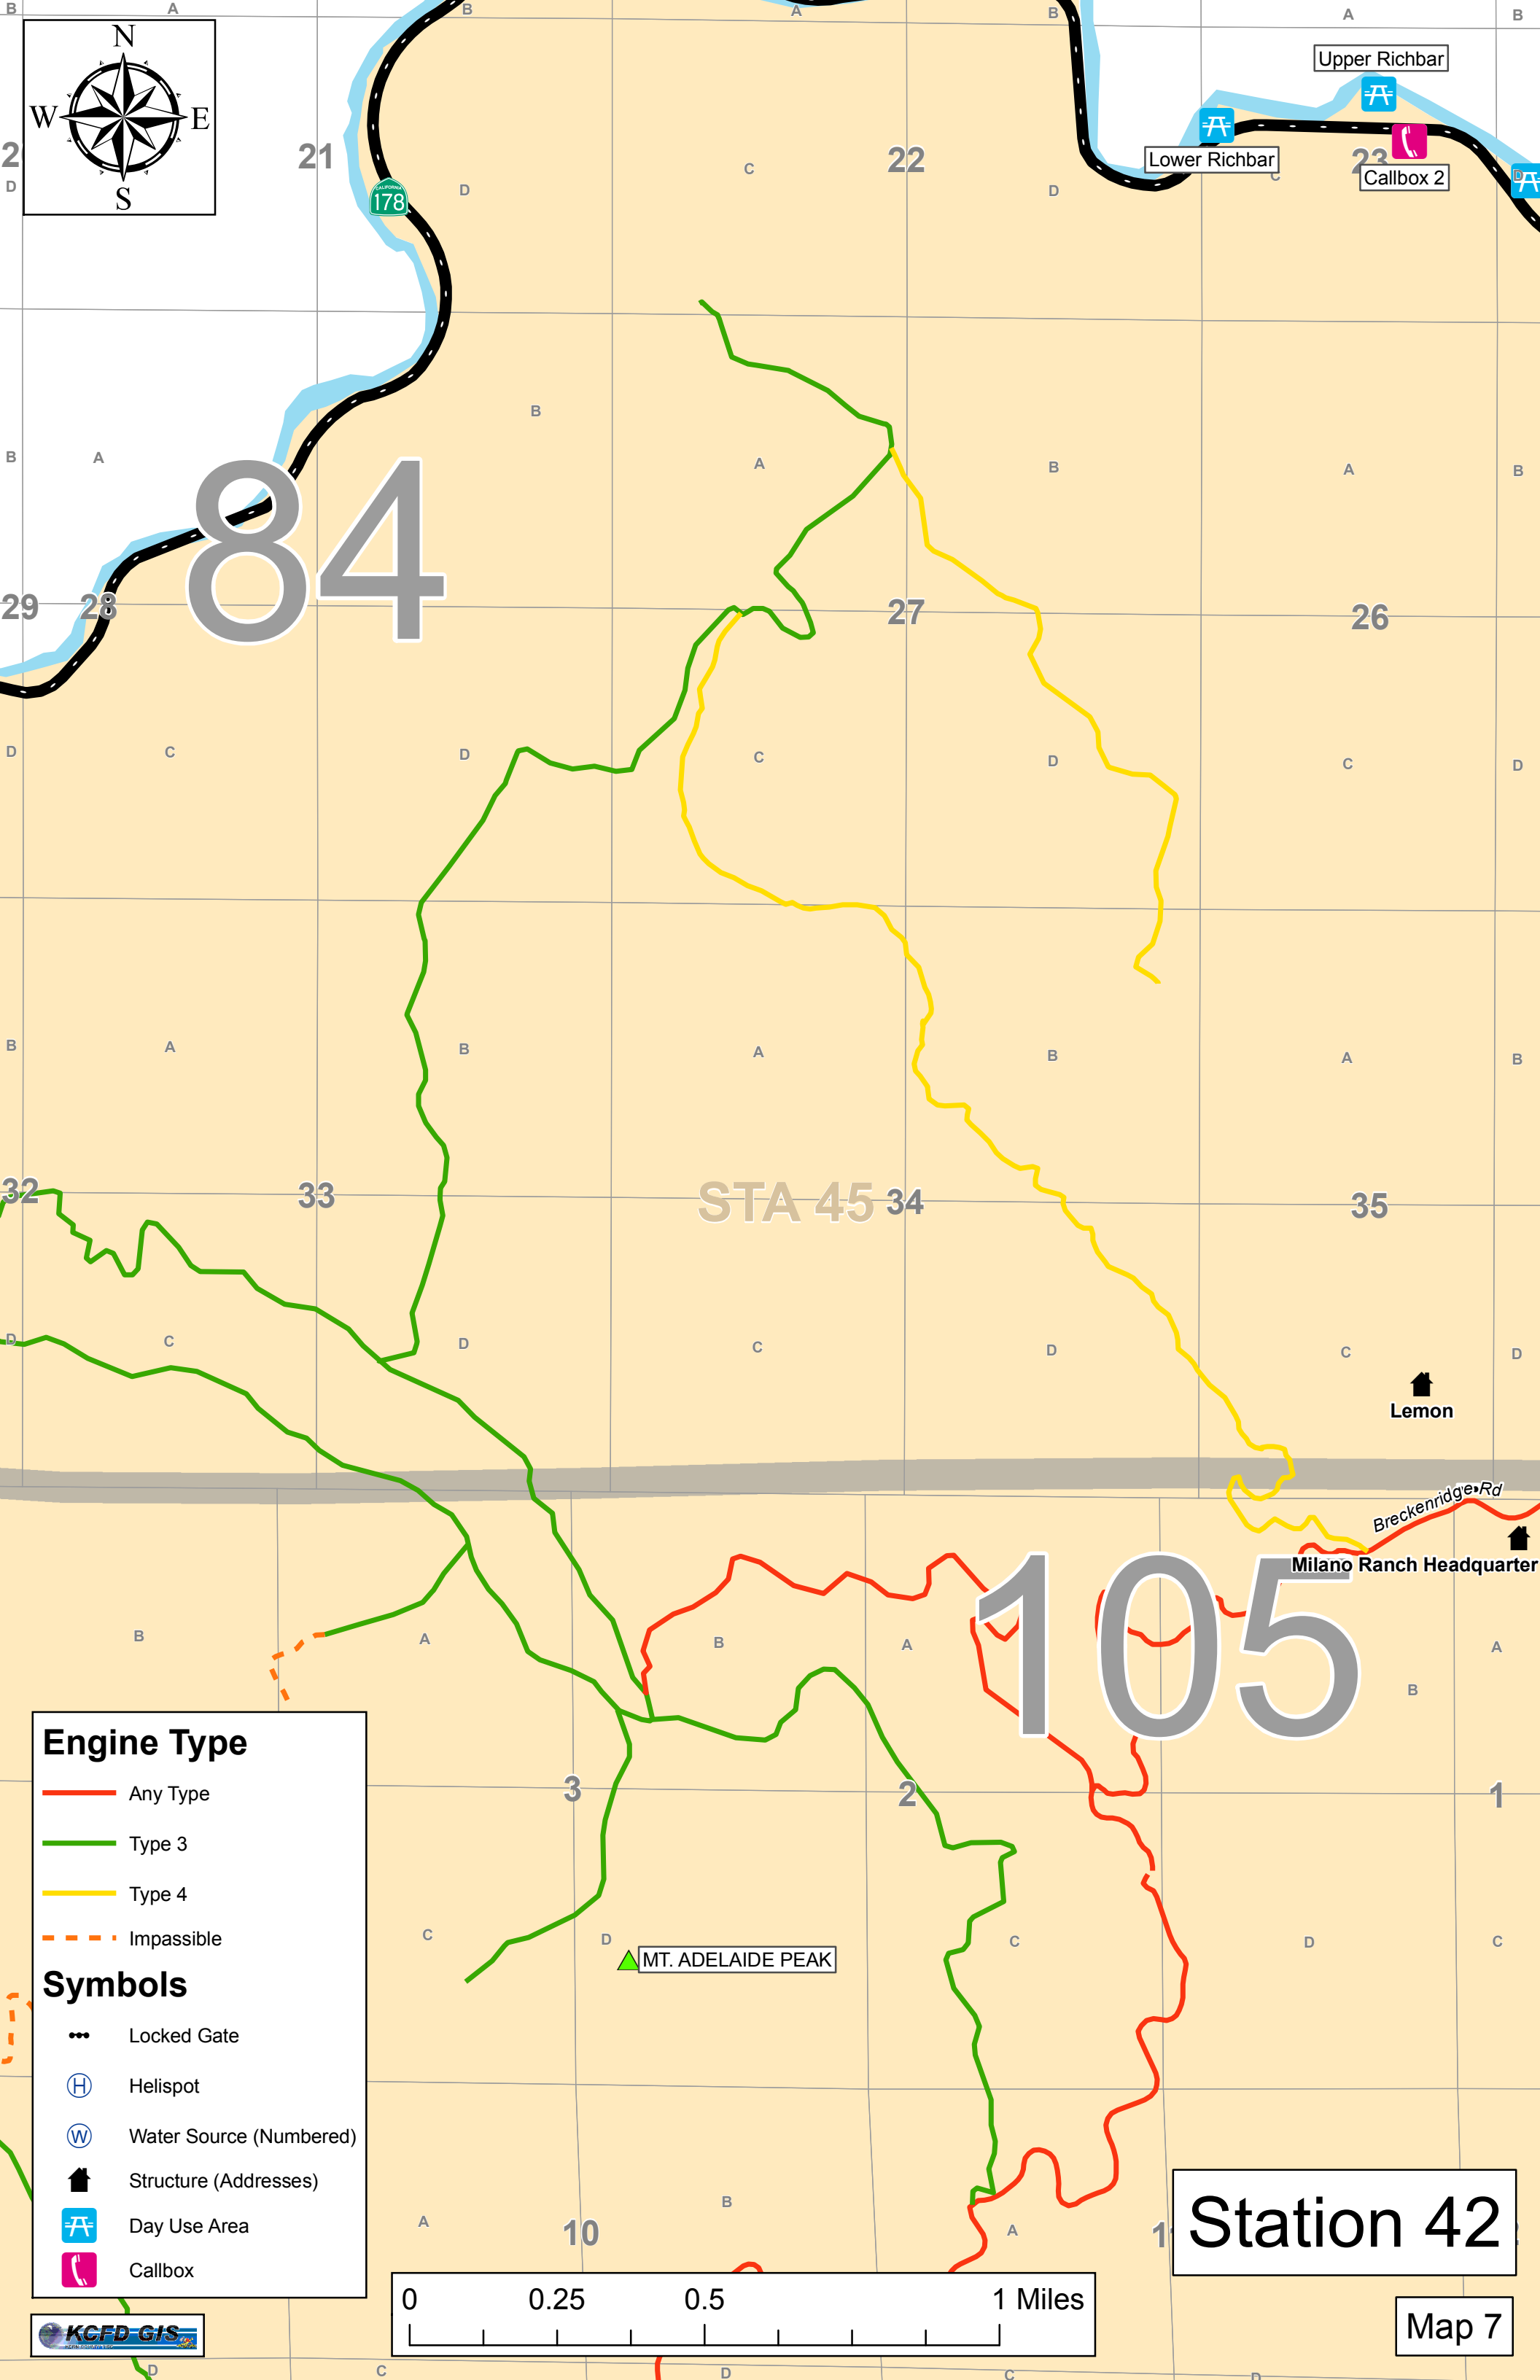 B A B A B A B
N
W E
S
Upper Richbar
Lower Richbar
Callbox 2
21 22 23
CALIFORNIA
178
D D C D C D
B A B A B A B
84
29 28 27 26
D C D C D C D
B A B A B A B
32 33 STA 45 34 35
D C D C D C D
Lemon
Breckenridge Rd
Milano Ranch Headquarter
105
B A B A B A
3 2 1
C D C D C
MT. ADELAIDE PEAK
Engine Type
Any Type
Type 3
Type 4
Impassible
Symbols
Locked Gate
H Helispot
W Water Source (Numbered)
Structure (Addresses)
Day Use Area
Callbox
A B A
10
Station 42
0 0.25 0.5 1 Miles
KCFD GIS
Map 7
D C D C D